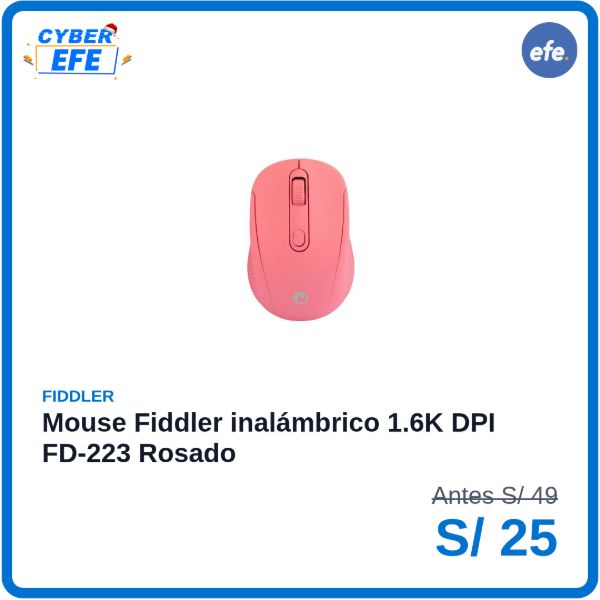 CYBER
EFE
efe.
FIDDLER
Mouse Fiddler inalámbrico 1.6K DPI
FD-223 Rosado
Antes S/ 49
S/ 25